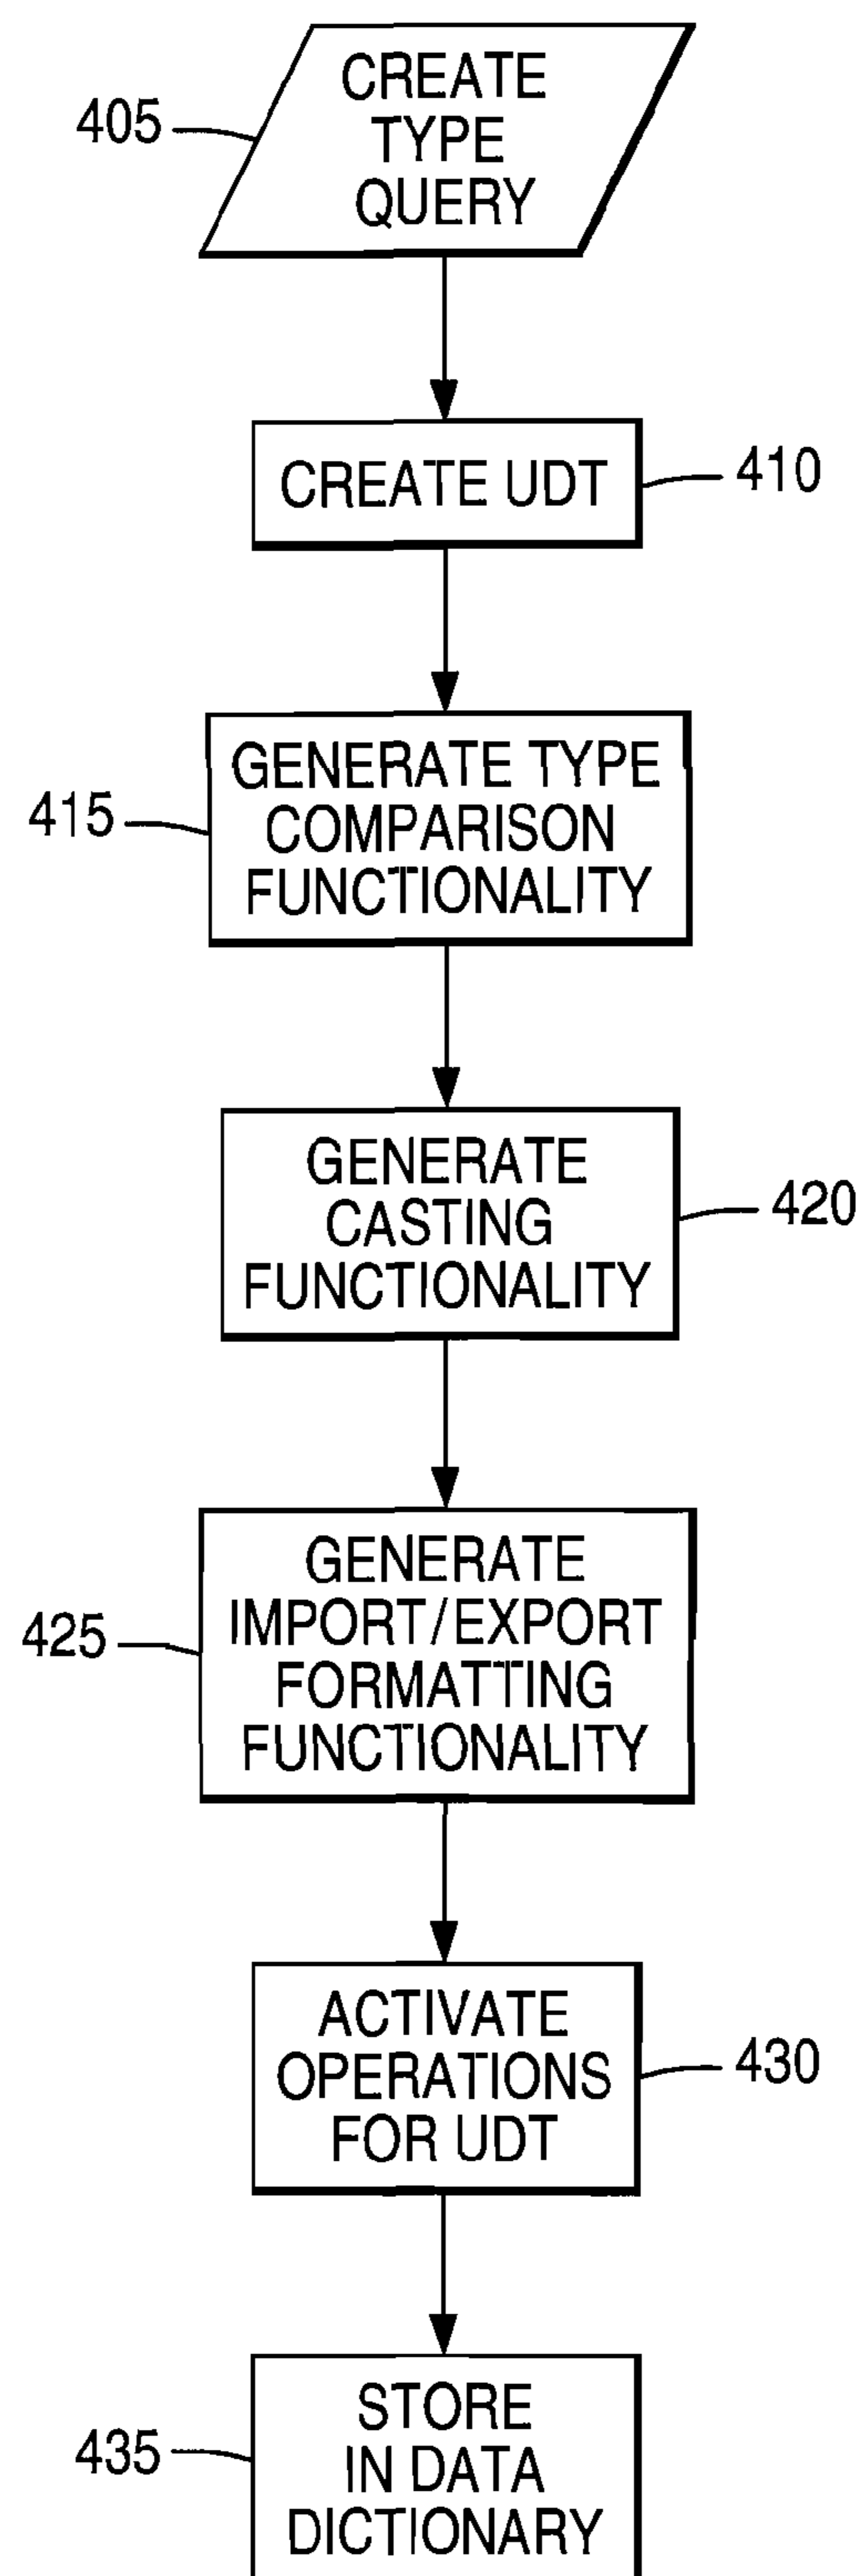 405
CREATE
TYPE
QUERY
CREATE UDT
410
415
GENERATE TYPE
COMPARISON
FUNCTIONALITY
GENERATE
CASTING
FUNCTIONALITY
420
425
GENERATE
IMPORT/EXPORT
FORMATTING
FUNCTIONALITY
ACTIVATE
OPERATIONS
FOR UDT
430
435
STORE
IN DATA
DICTIONARY